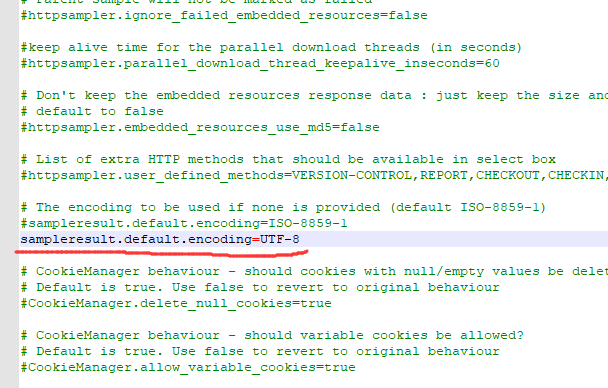 # Parent Sample will not be marked as failed
#httpsampler.ignore_failed_embedded_resources=false
#keep alive time for the parallel download threads (in seconds)
#httpsampler.parallel_download_thread_keepalive_inseconds=60
# Don't keep the embedded resources response data : just keep the size and
# default to false
#httpsampler.embedded_resources_use_md5=false
# List of extra HTTP methods that should be available in select box
#httpsampler.user_defined_methods=VERSION-CONTROL,REPORT,CHECKOUT,CHECKIN,
# The encoding to be used if none is provided (default ISO-8859-1)
#sampleresult.default.encoding=ISO-8859-1
sampleresult.default.encoding=UTF-8
# CookieManager behaviour - should cookies with null/empty values be delet
# Default is true. Use false to revert to original behaviour
#CookieManager.delete_null_cookies=true
# CookieManager behaviour - should variable cookies be allowed?
# Default is true. Use false to revert to original behaviour
#CookieManager.allow_variable_cookies=true